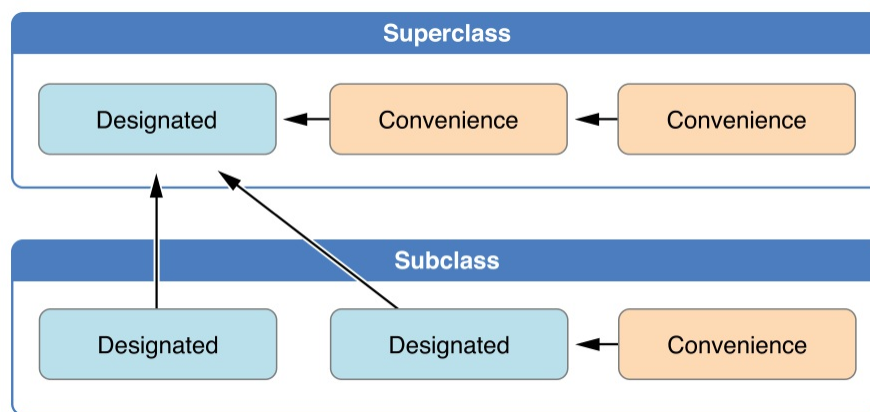 Superclass
Designated
Convenience
Convenience
Subclass
Designated
Designated
Convenience